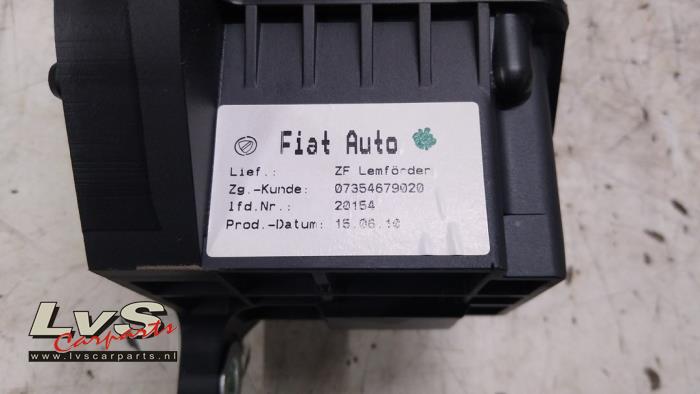 Fiat Auto
Lief.: ZF Lemförder
Zg.-Kunde: 07354679020
lfd.Nr.: 20154
Prod.-Datum: 15.06.10
LvS
Carparts
www.lvscarparts.nl